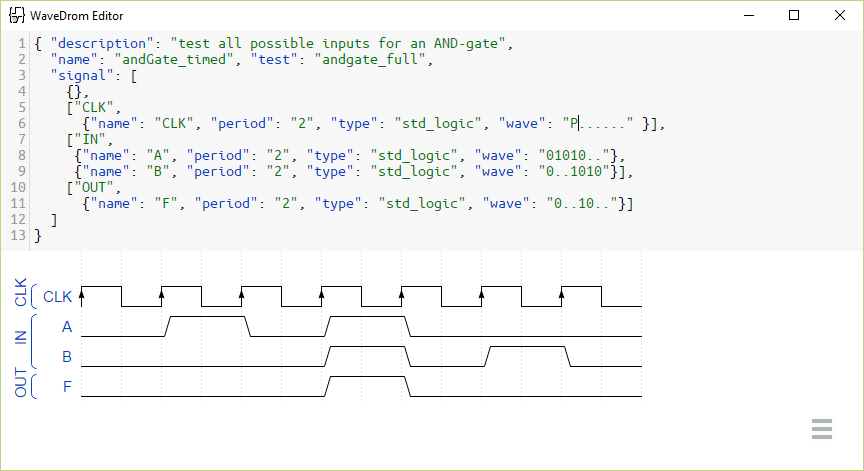 WaveDrom Editor
1 { "description": "test all possible inputs for an AND-gate",
2 "name": "andGate_timed", "test": "andgate_full",
3 "signal": [
4 {},
5 ["CLK",
6 {"name": "CLK", "period": "2", "type": "std_logic", "wave": "P......" }],
7 ["IN",
8 {"name": "A", "period": "2", "type": "std_logic", "wave": "01010.."},
9 {"name": "B", "period": "2", "type": "std_logic", "wave": "0..1010"}],
10 ["OUT",
11 {"name": "F", "period": "2", "type": "std_logic", "wave": "0..10.."}]
12 ]
13 }
CLK
CLK
IN
A
B
OUT
F